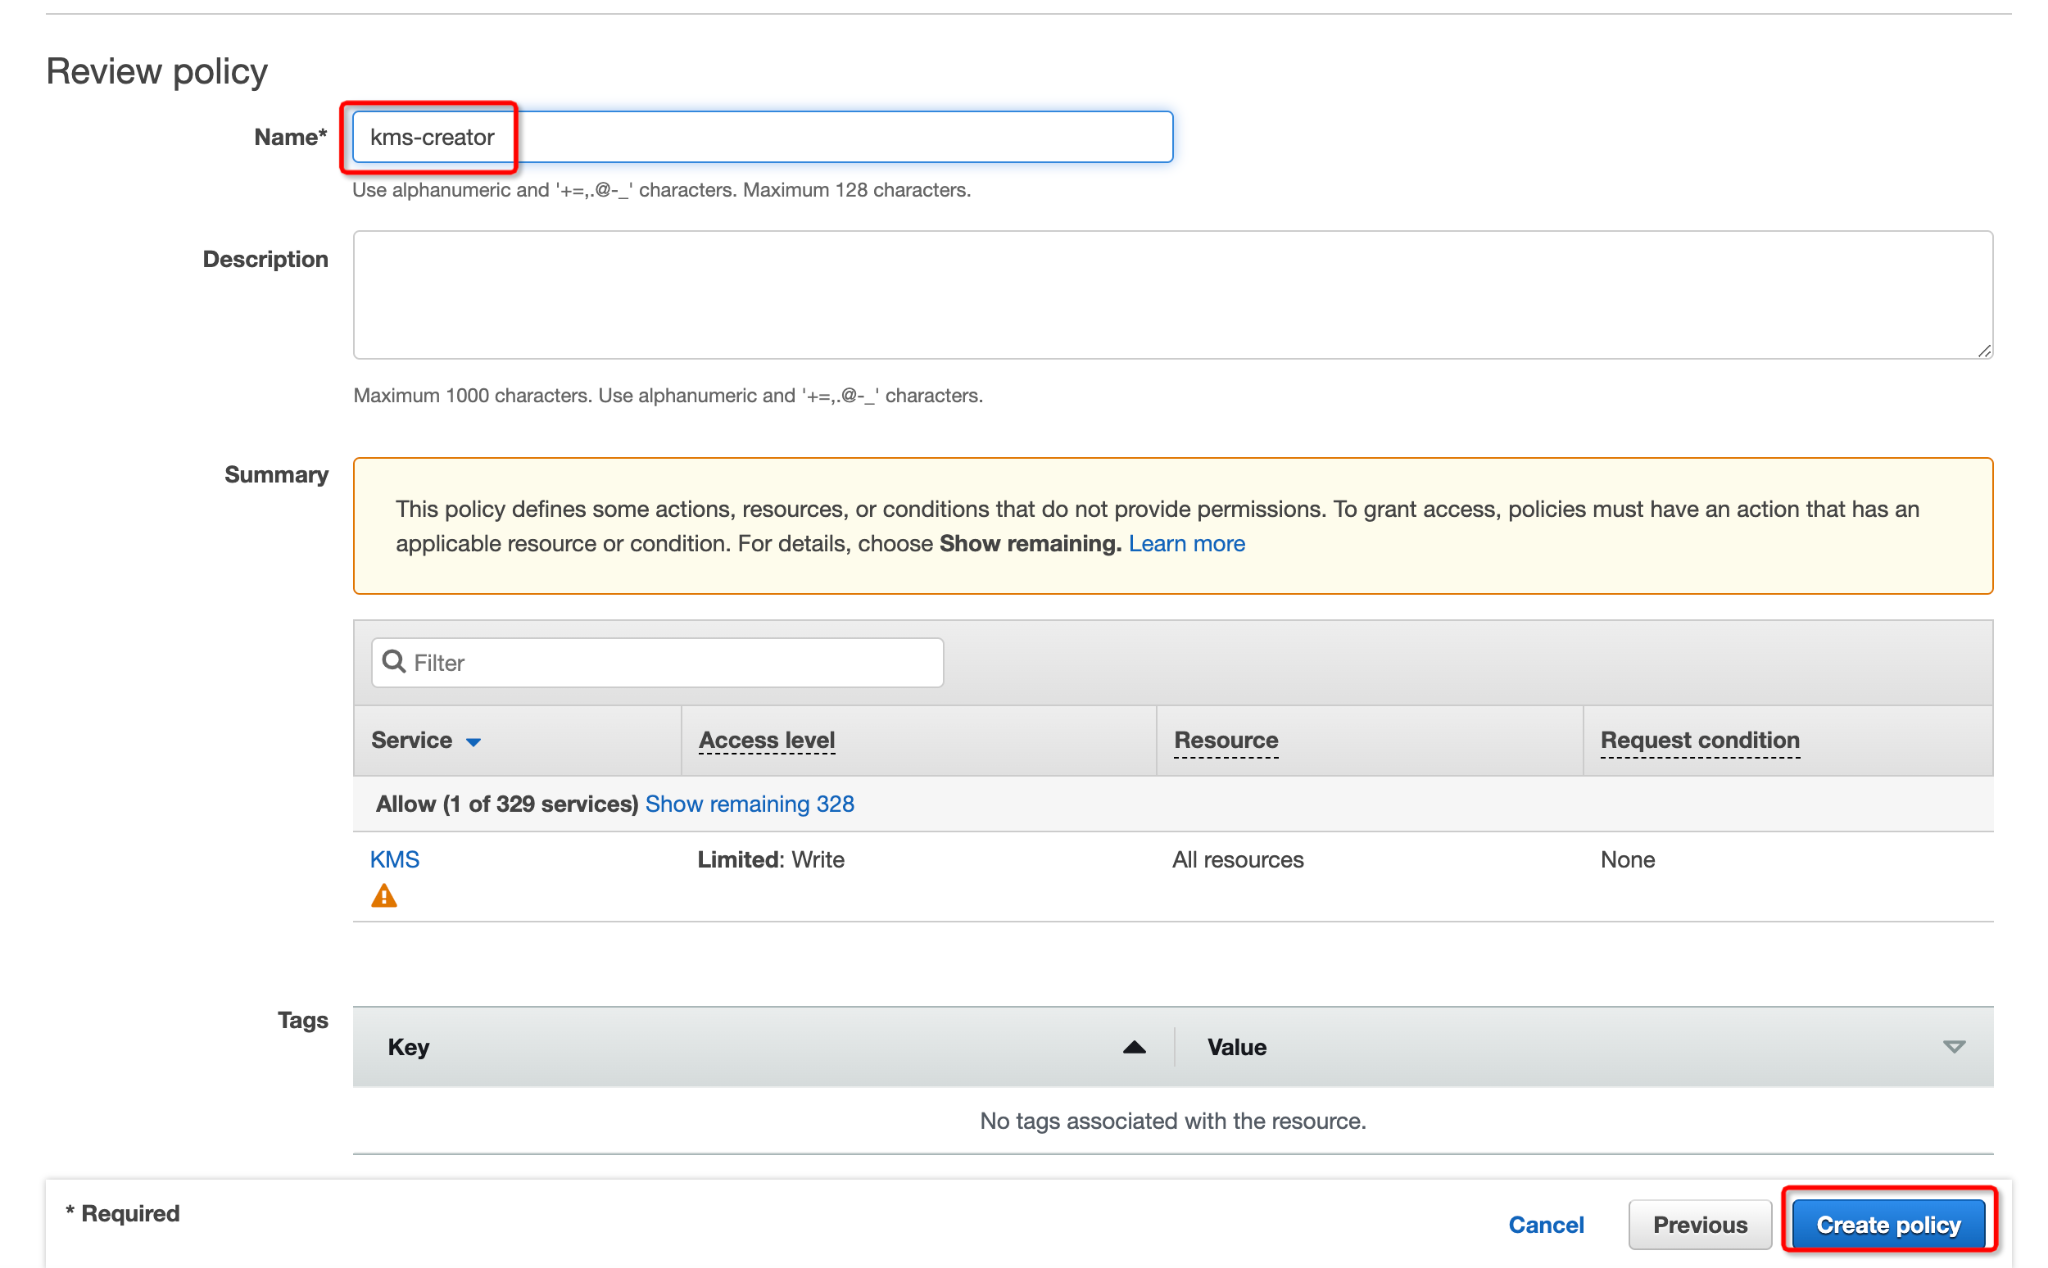 Review policy
Name*
kms-creator
Use alphanumeric and '+=,.@-_' characters. Maximum 128 characters.
Description
Maximum 1000 characters. Use alphanumeric and '+=,.@-_' characters.
Summary
This policy defines some actions, resources, or conditions that do not provide permissions. To grant access, policies must have an action that has an
applicable resource or condition. For details, choose Show remaining. Learn more
Filter
Service Access level Resource Request condition
Allow (1 of 329 services) Show remaining 328
KMS Limited: Write All resources None
Tags
Key Value
No tags associated with the resource.
* Required
Cancel Previous Create policy